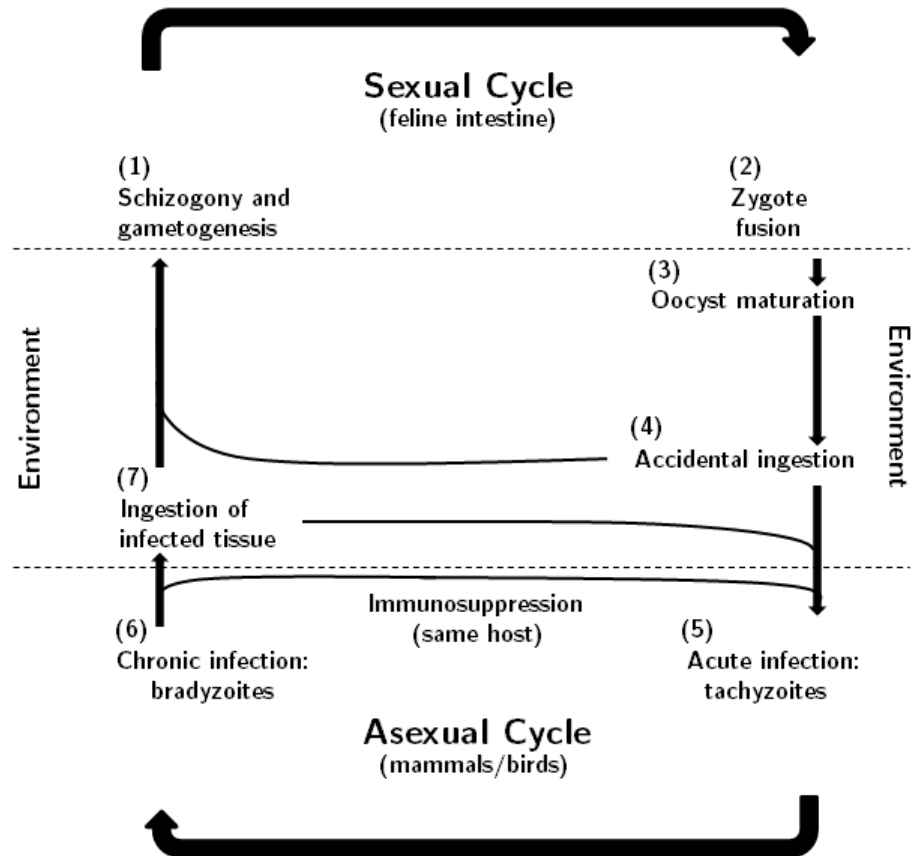 Sexual Cycle
(feline intestine)
(1)
Schizogony and
gametogenesis
(2)
Zygote
fusion
(3)
Oocyst maturation
Environment
Environment
(4)
Accidental ingestion
(7)
Ingestion of
infected tissue
Immunosuppression
(same host)
(6)
Chronic infection:
bradyzoites
(5)
Acute infection:
tachyzoites
Asexual Cycle
(mammals/birds)